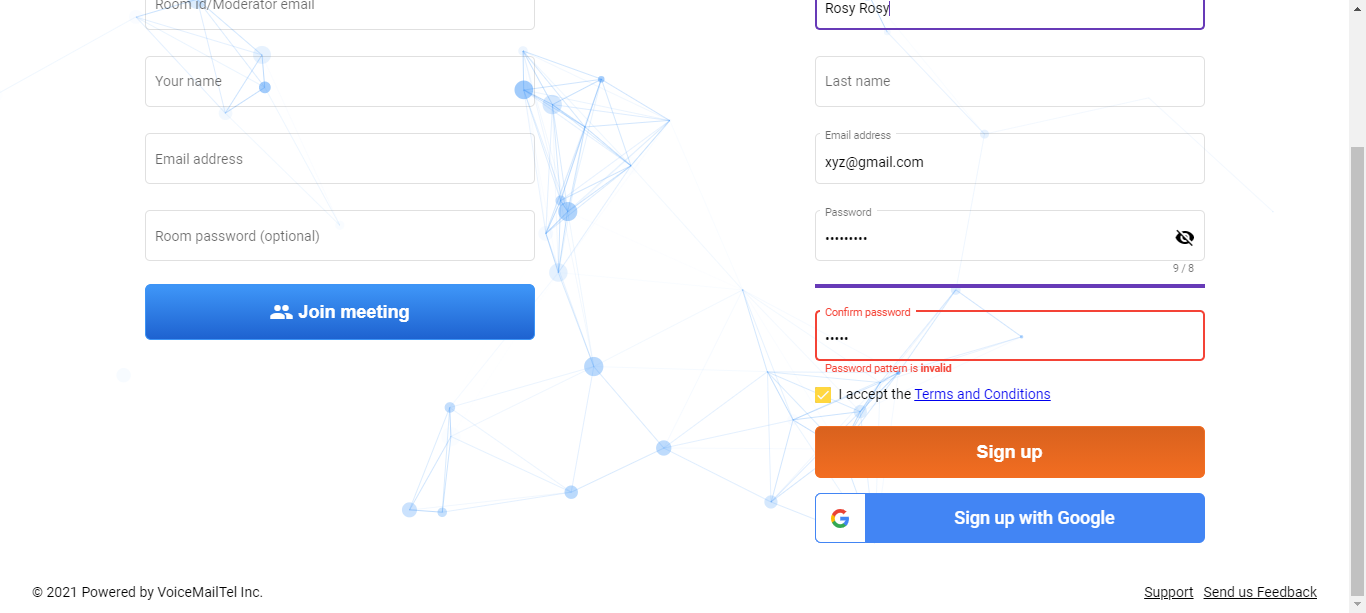 Room id/Moderator email
Your name
Email address
Room password (optional)
Join meeting
Rosy Rosy
Last name
Email address
xyz@gmail.com
Password
•••••••••
9 / 8
Confirm password
•••••
Password pattern is invalid
I accept the Terms and Conditions
Sign up
Sign up with Google
© 2021 Powered by VoiceMailTel Inc.
Support Send us Feedback